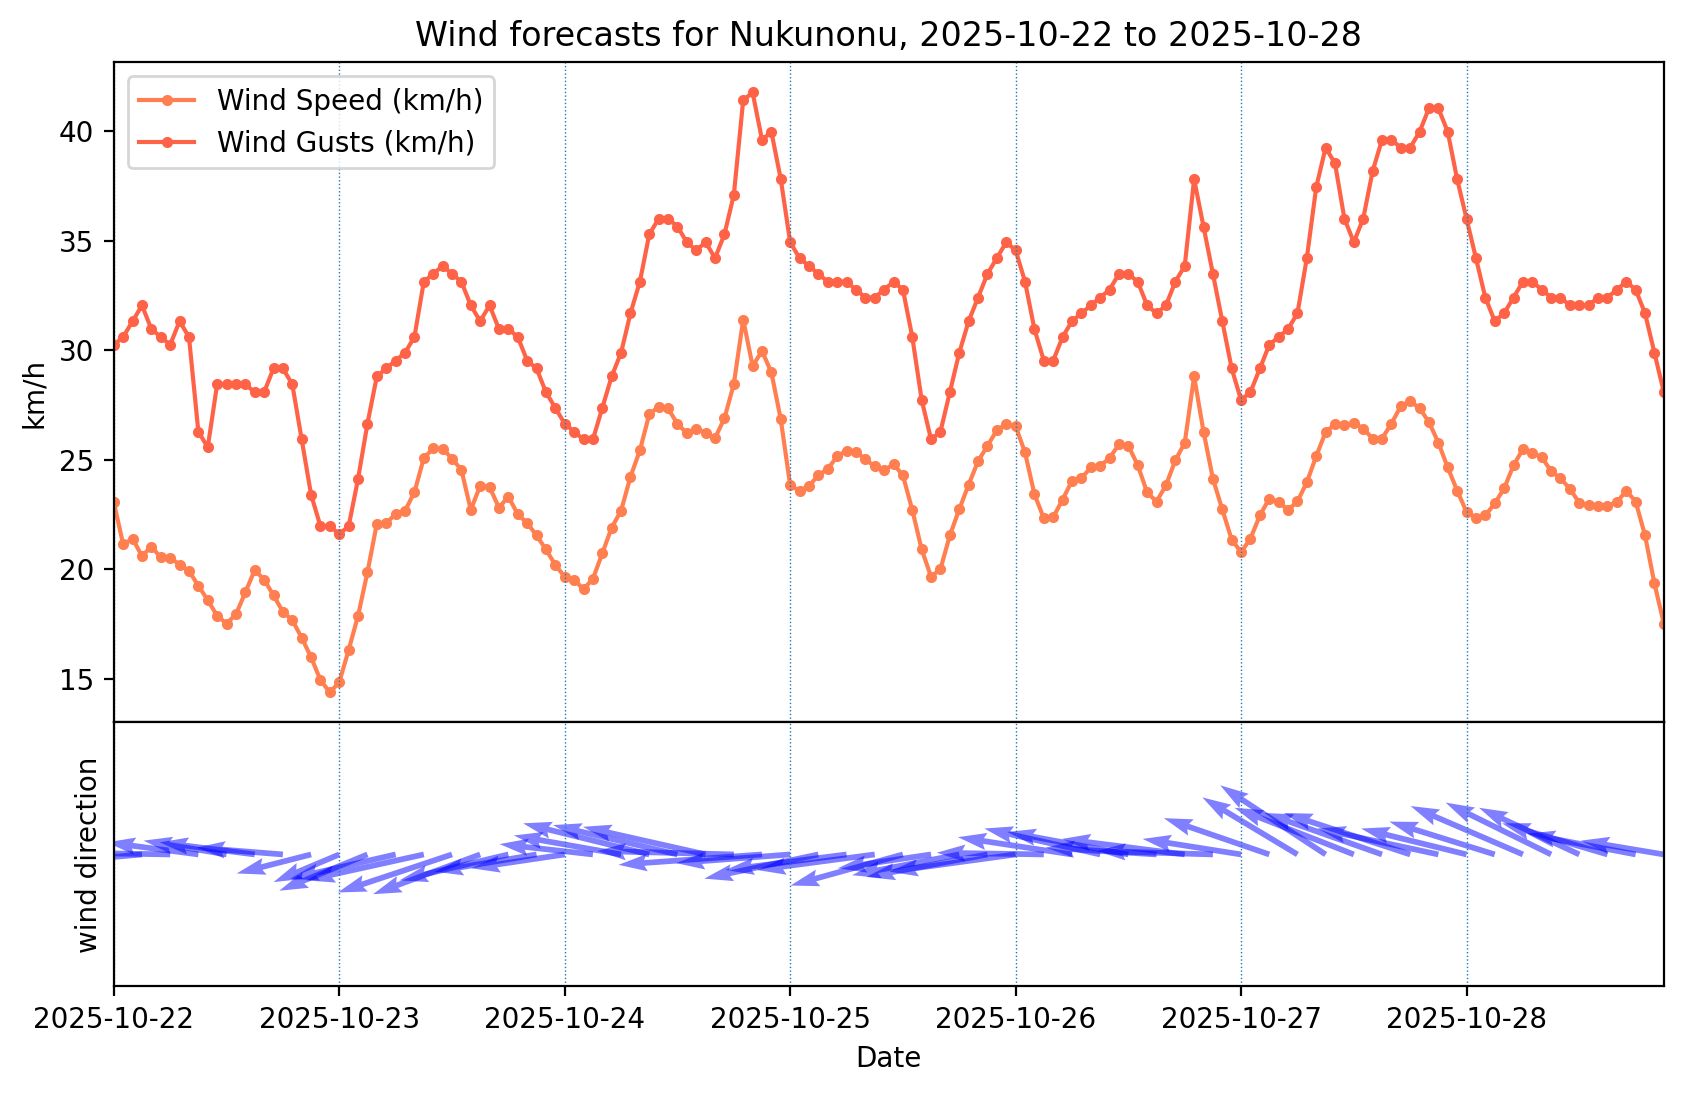 Wind forecasts for Nukunonu, 2025-10-22 to 2025-10-28
Wind Speed (km/h)
Wind Gusts (km/h)
40
35
30
25
20
15
km/h
wind direction
2025-10-22 2025-10-23 2025-10-24 2025-10-25 2025-10-26 2025-10-27 2025-10-28
Date